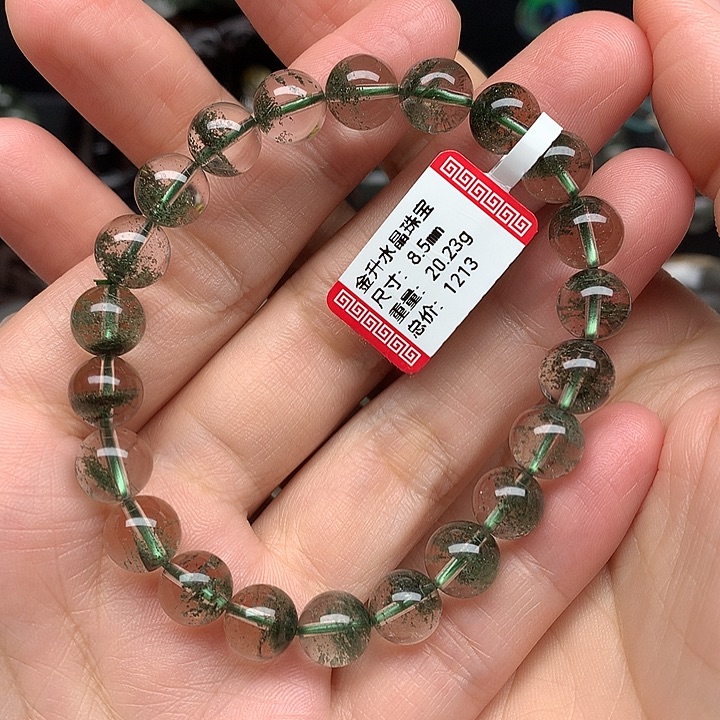 金升水晶珠宝
尺寸: 8.5mm
重量: 20.23g
总价: 1213